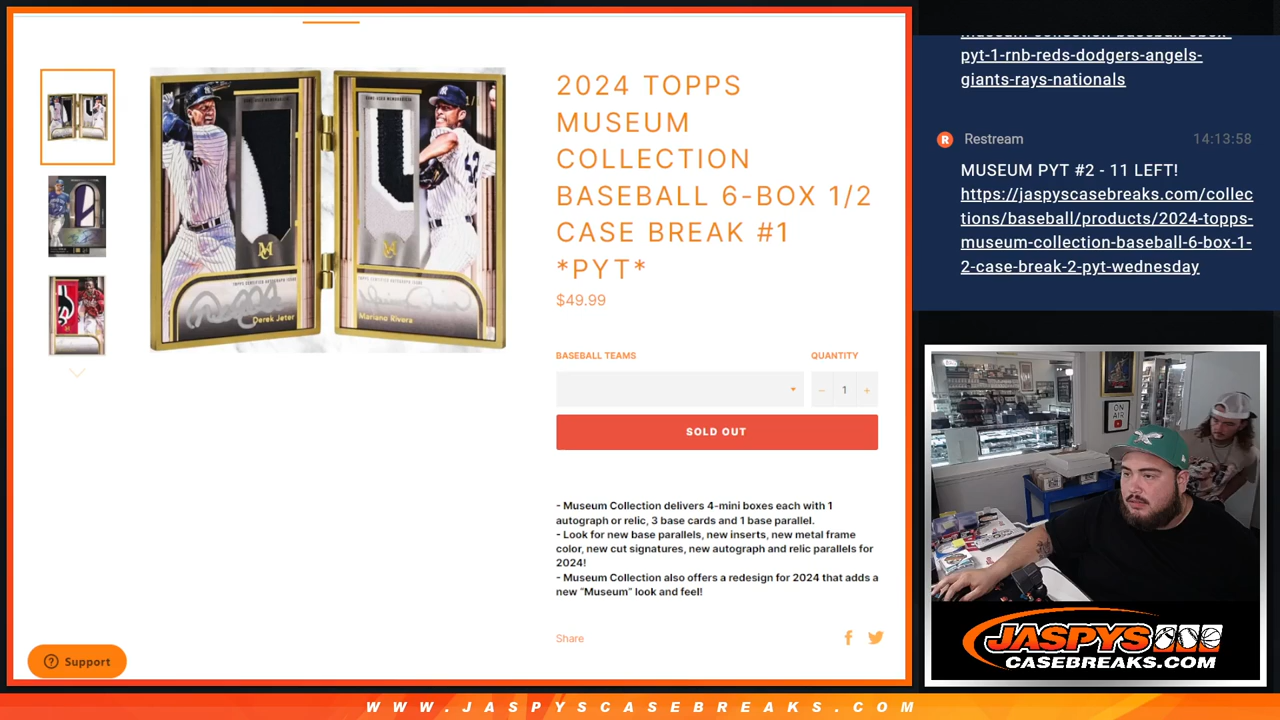 2024 TOPPS
MUSEUM
COLLECTION
BASEBALL 6-BOX 1/2
CASE BREAK #1
*PYT*
$49.99
BASEBALL TEAMS
QUANTITY
− 1 +
SOLD OUT
- Museum Collection delivers 4-mini boxes each with 1
autograph or relic, 3 base cards and 1 base parallel.
- Look for new base parallels, new inserts, new metal frame
color, new cut signatures, new autograph and relic parallels for
2024!
- Museum Collection also offers a redesign for 2024 that adds a
new "Museum" look and feel!
Share
Support
Derek Jeter
Mariano Rivera
pyt-1-rnb-reds-dodgers-angels-
giants-rays-nationals
R Restream 14:13:58
MUSEUM PYT #2 - 11 LEFT!
https://jaspyscasebreaks.com/collec
tions/baseball/products/2024-topps-
museum-collection-baseball-6-box-1-
2-case-break-2-pyt-wednesday
ON
AIR
JASPYS
CASEBREAKS.COM
WWW.JASPYSCASEBREAKS.COM